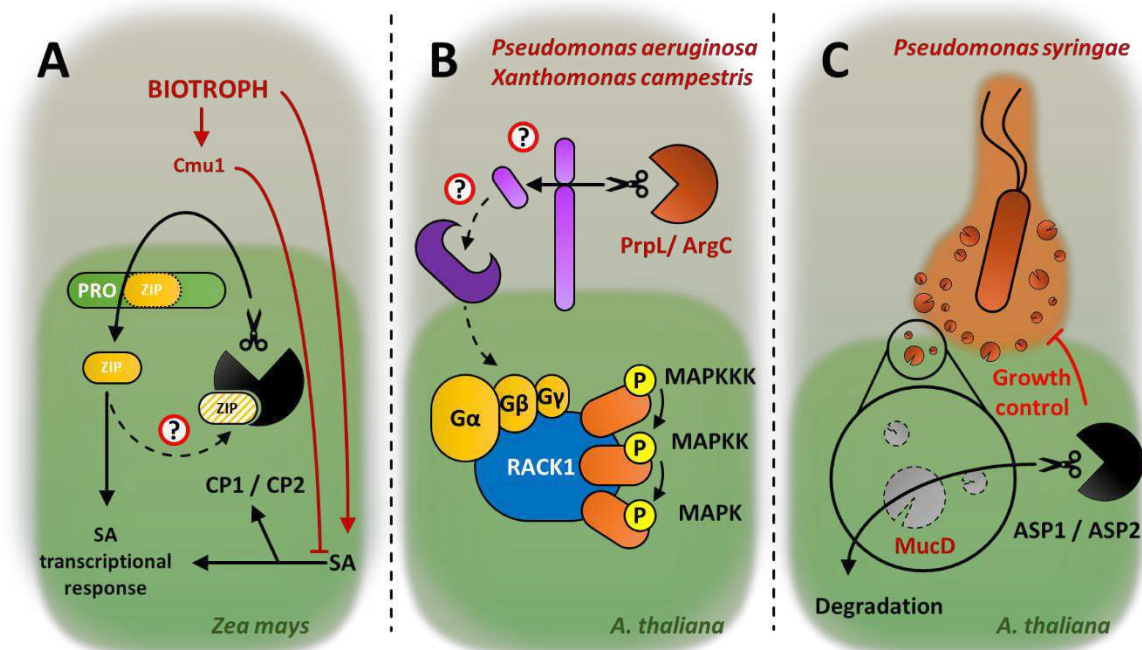 A
BIOTROPH
Cmu1
PRO
ZIP
ZIP
ZIP
?
CP1 / CP2
SA
SA
transcriptional
response
Zea mays
B
Pseudomonas aeruginosa
Xanthomonas campestris
?
?
PrpL/ ArgC
Gα
Gβ
Gγ
RACK1
P
MAPKKK
P
MAPKK
P
MAPK
A. thaliana
C
Pseudomonas syringae
Growth
control
MucD
ASP1 / ASP2
Degradation
A. thaliana